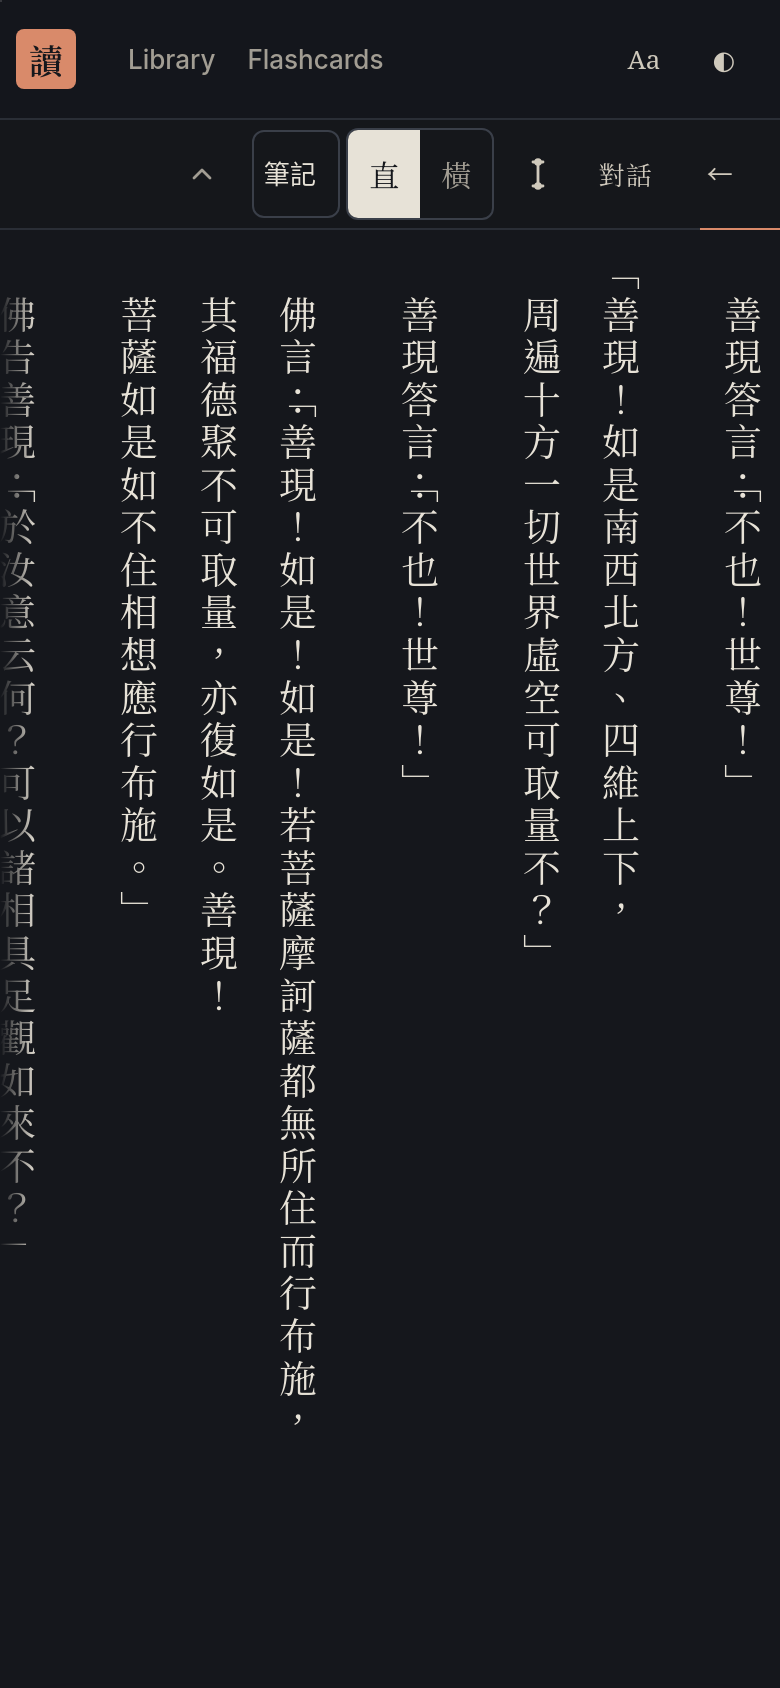 讀 Library Flashcards Aa
筆記 直 橫 對話 ←
善現答言：「不也！世尊！」
「善現！如是南西北方、四維上下，
周遍十方一切世界虛空可取量不？」
善現答言：「不也！世尊！」
佛言：「善現！如是！如是！若菩薩摩訶薩都無所住而行布施，
其福德聚不可取量，亦復如是。善現！
菩薩如是如不住相想應行布施。」
佛告善現：「於汝意云何？可以諸相具足觀如來不？」